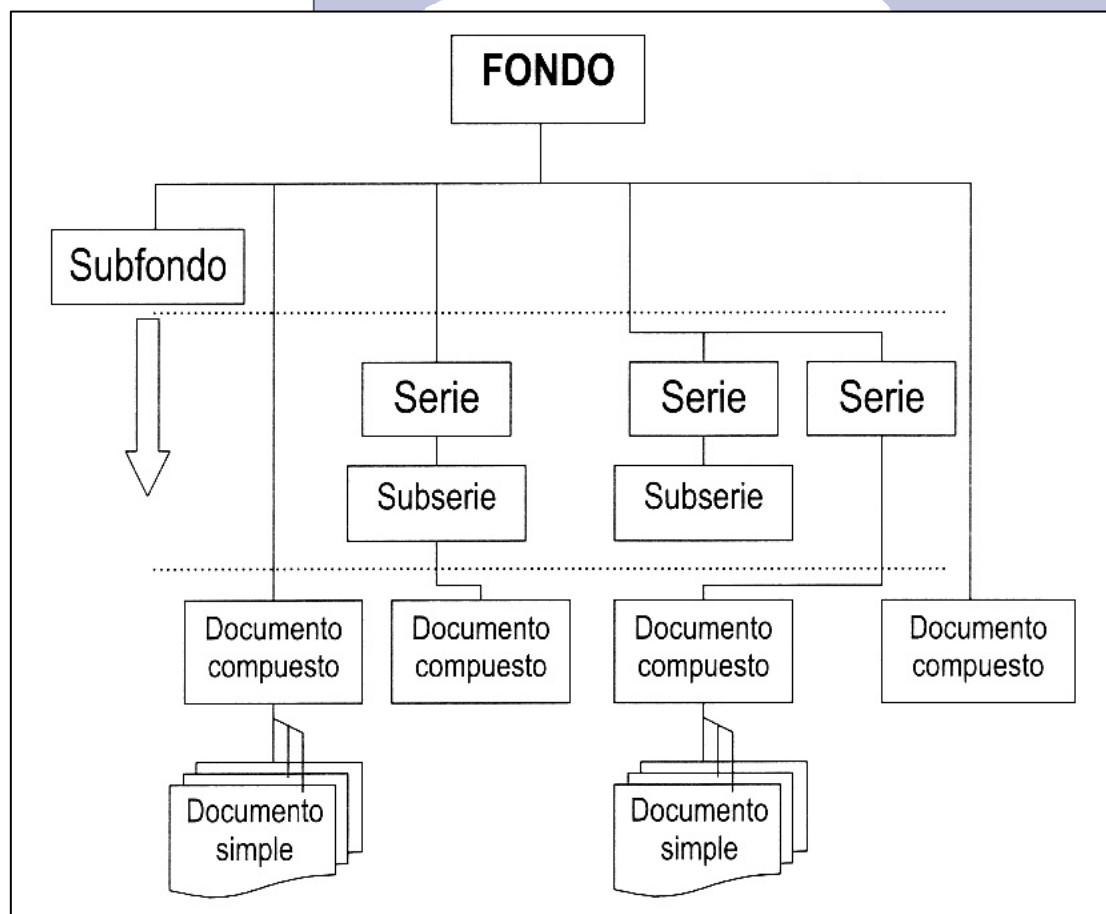 FONDO
Subfondo
Serie
Serie
Serie
Subserie
Subserie
Documento
compuesto
Documento
compuesto
Documento
compuesto
Documento
compuesto
Documento
simple
Documento
simple